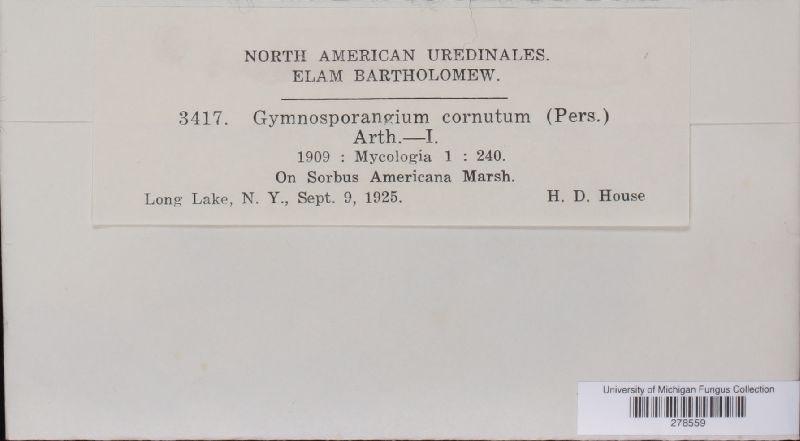 NORTH AMERICAN UREDINALES.
ELAM BARTHOLOMEW.
3417. Gymnosporangium cornutum (Pers.)
Arth.—I.
1909 : Mycologia 1 : 240.
On Sorbus Americana Marsh.
Long Lake, N. Y., Sept. 9, 1925. H. D. House
University of Michigan Fungus Collection
278559